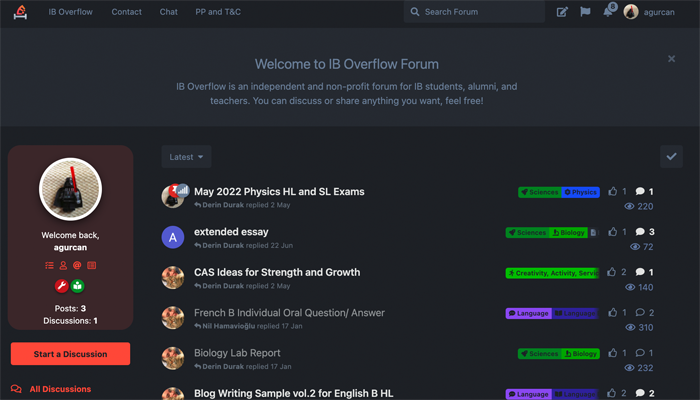 IB Overflow Contact Chat PP and T&C Search Forum 8 agurcan
Welcome to IB Overflow Forum
IB Overflow is an independent and non-profit forum for IB students, alumni, and
teachers. You can discuss or share anything you want, feel free!
Latest
Welcome back,
agurcan
Posts: 3
Discussions: 1
Start a Discussion
All Discussions
May 2022 Physics HL and SL Exams Sciences Physics 1 1
Derin Durak replied 2 May 220
A extended essay Sciences Biology 1 3
Derin Durak replied 22 Jun 72
CAS Ideas for Strength and Growth Creativity, Activity, Servic 2 1
Derin Durak replied 2 May 140
French B Individual Oral Question/ Answer Language Language 1 2
Nil Hamavioğlu replied 17 Jan 310
Biology Lab Report Sciences Biology 1 1
Derin Durak replied 17 Jan 232
Blog Writing Sample vol.2 for English B HL Language Language 2 2